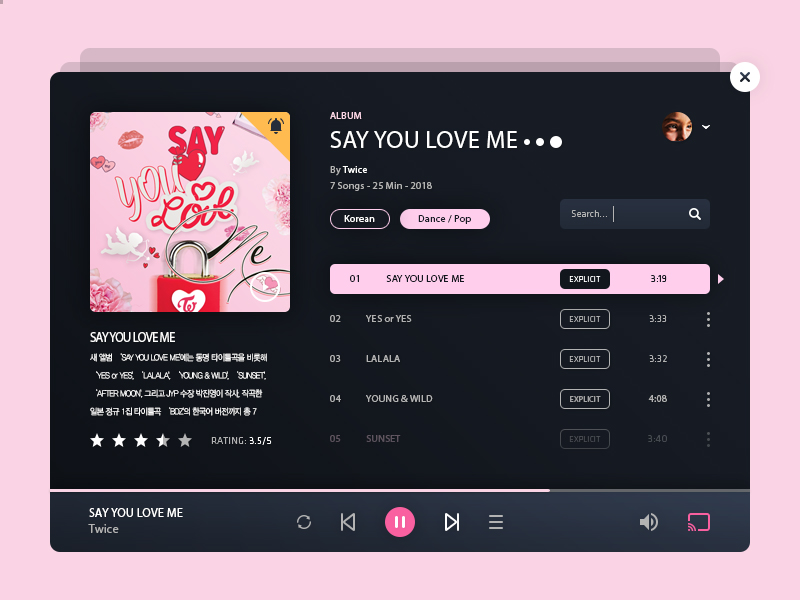 SAY
YOU
Love
Me
ALBUM
SAY YOU LOVE ME
By Twice
7 Songs - 25 Min - 2018
Korean
Dance / Pop
Search...
01 SAY YOU LOVE ME EXPLICIT 3:19
02 YES or YES EXPLICIT 3:33
03 LALALA EXPLICIT 3:32
04 YOUNG & WILD EXPLICIT 4:08
05 SUNSET EXPLICIT 3:40
SAY YOU LOVE ME
새 앨범 'SAY YOU LOVE ME'에는 동명 타이틀곡을 비롯해
'YES or YES', 'LALALA', 'YOUNG & WILD', 'SUNSET',
'AFTER MOON', 그리고 JYP 수장 박진영이 작사, 작곡한
일본 정규 1집 타이틀곡 'BDZ'의 한국어 버전까지 총 7
RATING: 3.5/5
SAY YOU LOVE ME
Twice